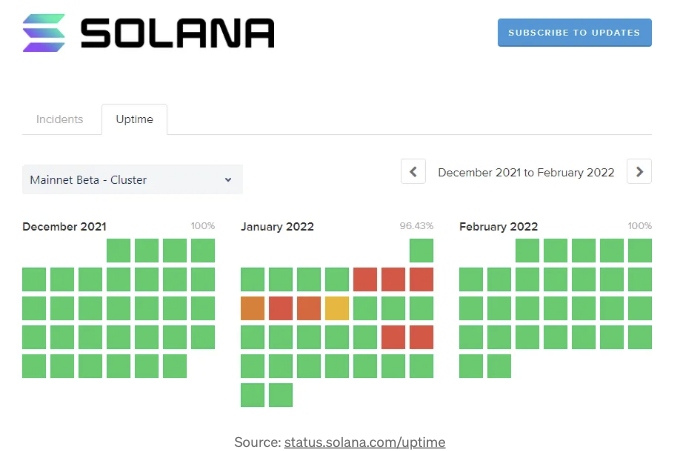 SOLANA
SUBSCRIBE TO UPDATES
Incidents
Uptime
Mainnet Beta - Cluster
December 2021 to February 2022
December 2021
100%
January 2022
96.43%
February 2022
100%
Source: status.solana.com/uptime